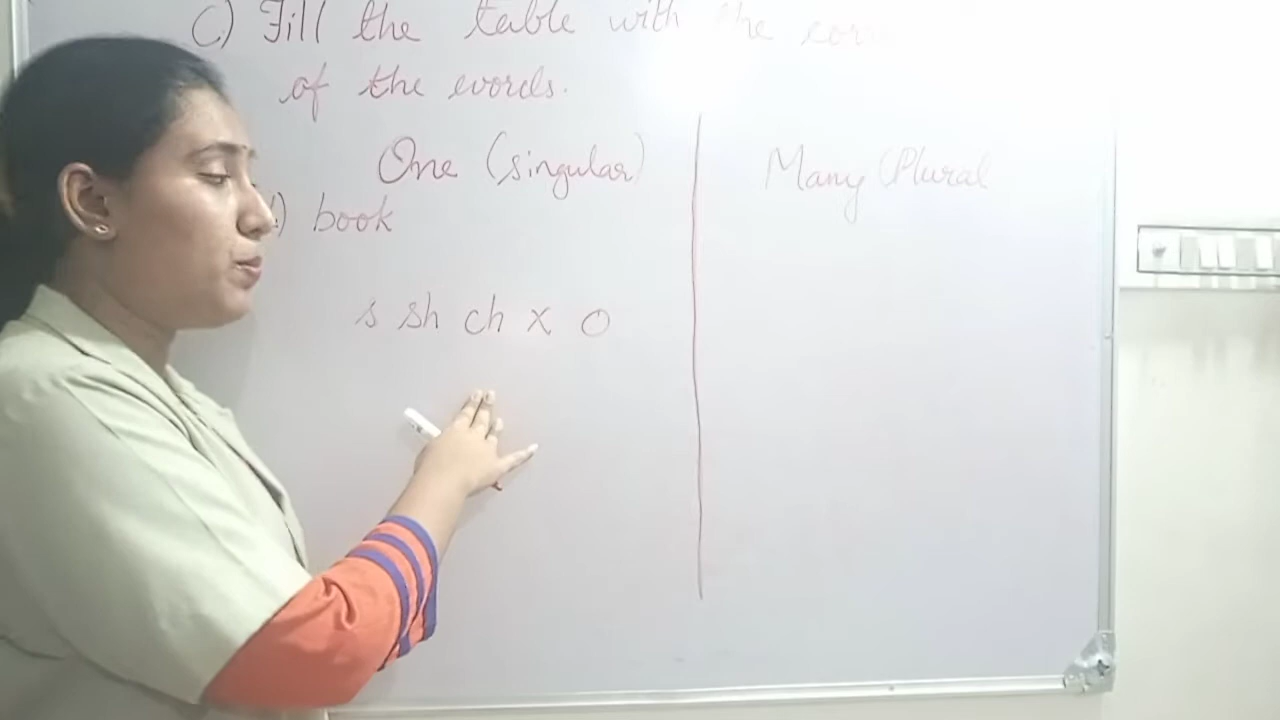 C) Fill the table with the
of the words.
One (singular) Many (Plural
book
s sh ch x o